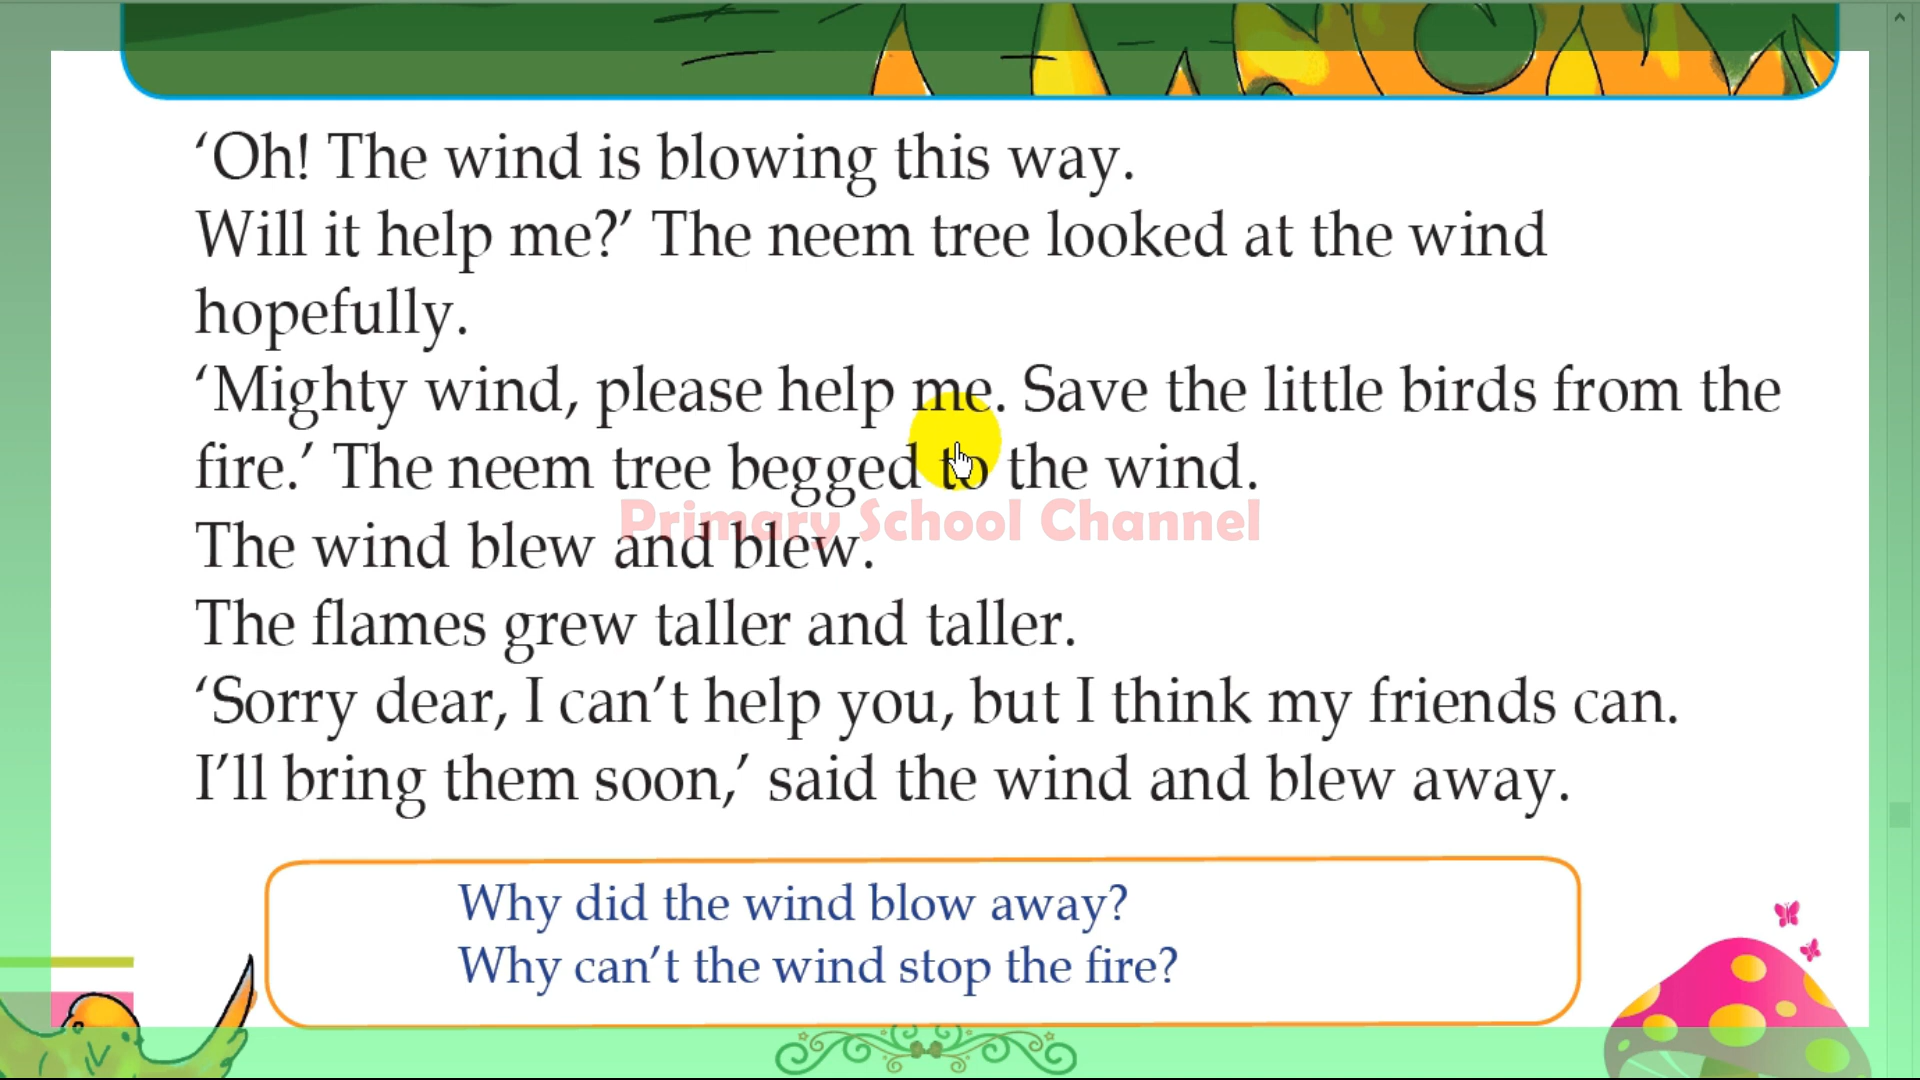 ‘Oh! The wind is blowing this way.
Will it help me?’ The neem tree looked at the wind
hopefully.
‘Mighty wind, please help me. Save the little birds from the
fire.’ The neem tree begged to the wind.
Primary School Channel
The wind blew and blew.
The flames grew taller and taller.
‘Sorry dear, I can’t help you, but I think my friends can.
I’ll bring them soon,’ said the wind and blew away.
Why did the wind blow away?
Why can’t the wind stop the fire?